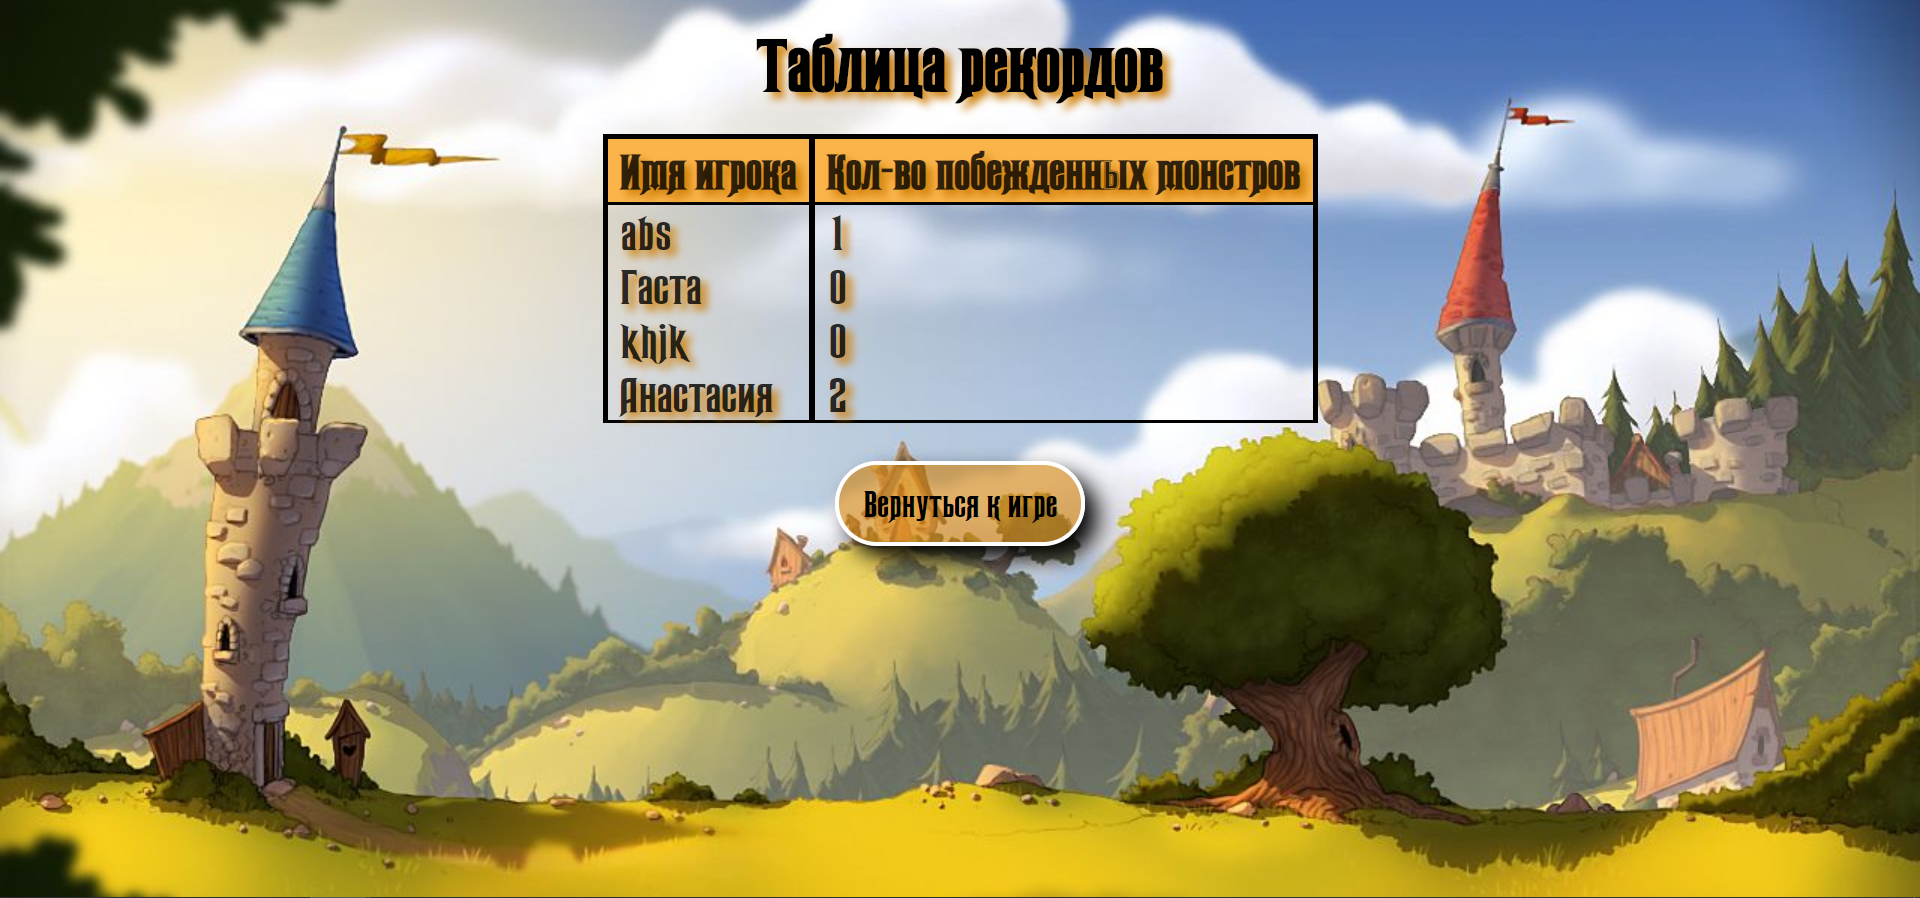 Таблица рекордов
Имя игрока Кол-во побежденных монстров
abs 1
Гаста 0
khjk 0
Анастасия 2
Вернуться к игре